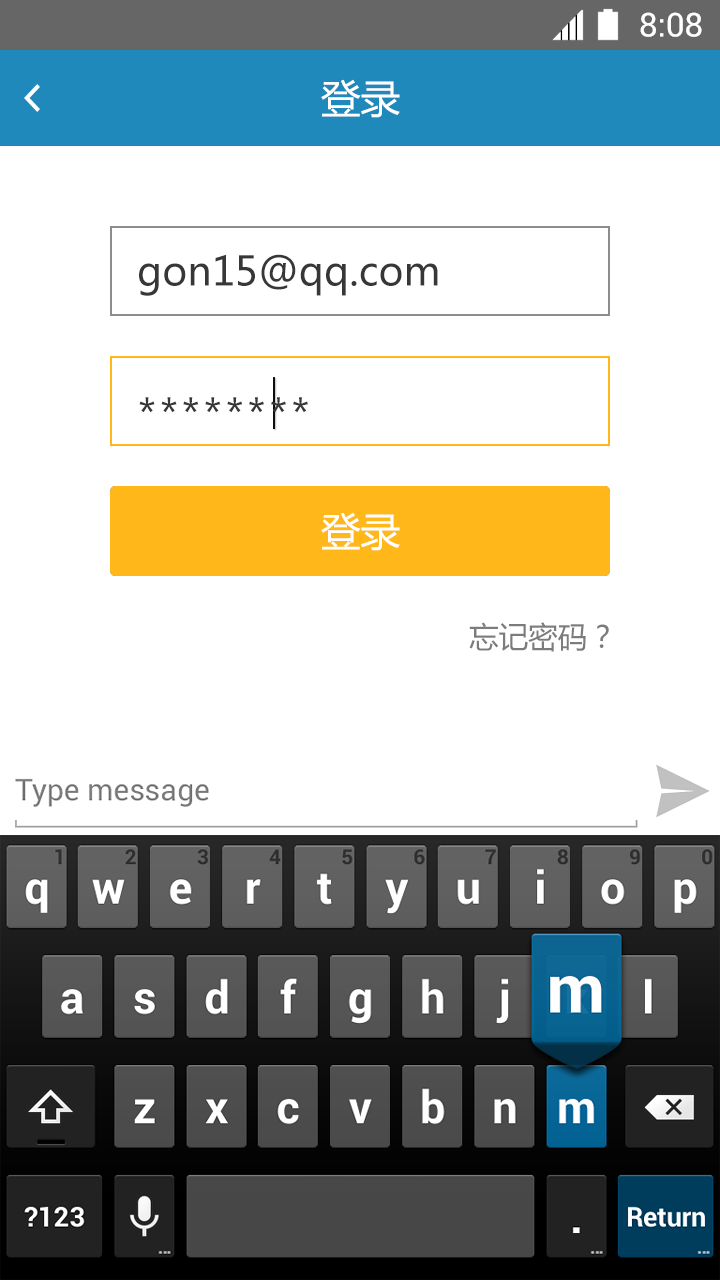 8:08
登录
gon15@qq.com
********
登录
忘记密码？
Type message
1 2 3 4 5 6 7 8 9 0
q w e r t y u i o p
a s d f g h j m l
z x c v b n m
?123 . Return